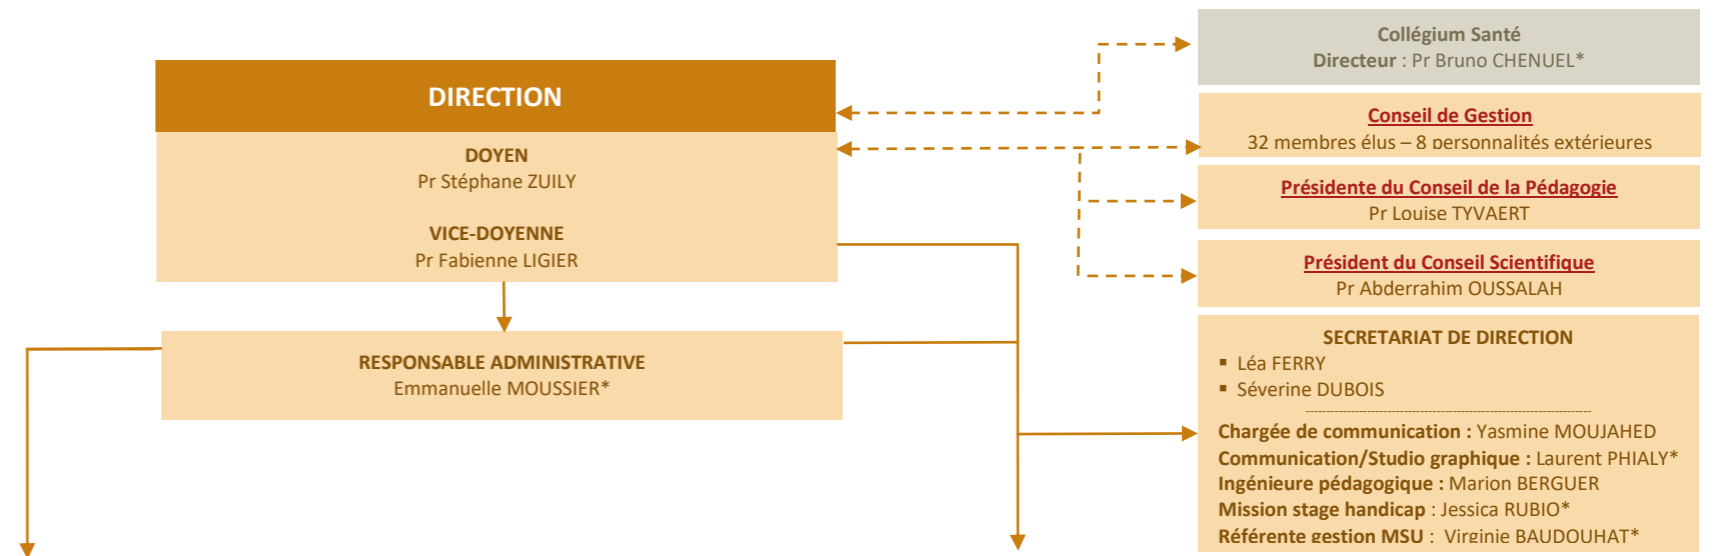 DIRECTION
DOYEN
Pr Stéphane ZUILY
VICE-DOYENNE
Pr Fabienne LIGIER
RESPONSABLE ADMINISTRATIVE
Emmanuelle MOUSSIER*
Collégium Santé
Directeur : Pr Bruno CHENUEL*
Conseil de Gestion
32 membres élus – 8 personnalités extérieures
Présidente du Conseil de la Pédagogie
Pr Louise TYVAERT
Président du Conseil Scientifique
Pr Abderrahim OUSSALAH
SECRETARIAT DE DIRECTION
▪ Léa FERRY
▪ Séverine DUBOIS
Chargée de communication : Yasmine MOUJAHED
Communication/Studio graphique : Laurent PHIALY*
Ingénieure pédagogique : Marion BERGUER
Mission stage handicap : Jessica RUBIO*
Référente gestion MSU : Virginie BAUDOUHAT*